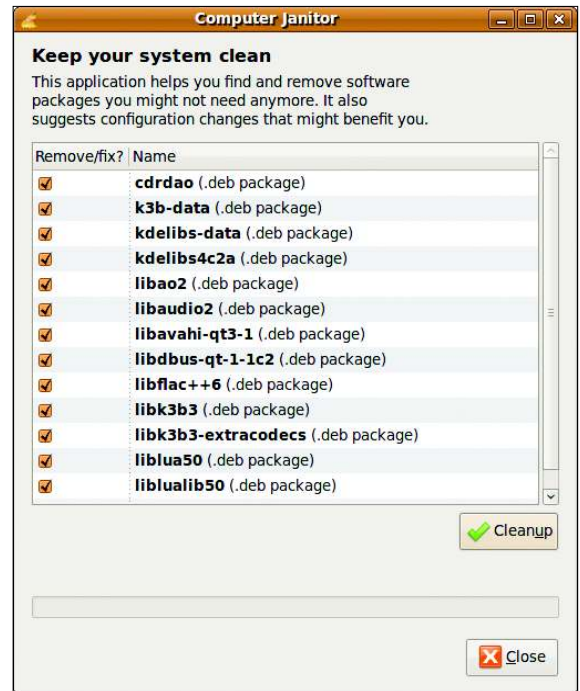 Computer Janitor
Keep your system clean
This application helps you find and remove software
packages you might not need anymore. It also
suggests configuration changes that might benefit you.
Remove/fix? Name
cdrdao (.deb package)
k3b-data (.deb package)
kdelibs-data (.deb package)
kdelibs4c2a (.deb package)
libao2 (.deb package)
libaudio2 (.deb package)
libavahi-qt3-1 (.deb package)
libdbus-qt-1-1c2 (.deb package)
libflac++6 (.deb package)
libk3b3 (.deb package)
libk3b3-extracodecs (.deb package)
liblua50 (.deb package)
liblualib50 (.deb package)
Cleanup
Close